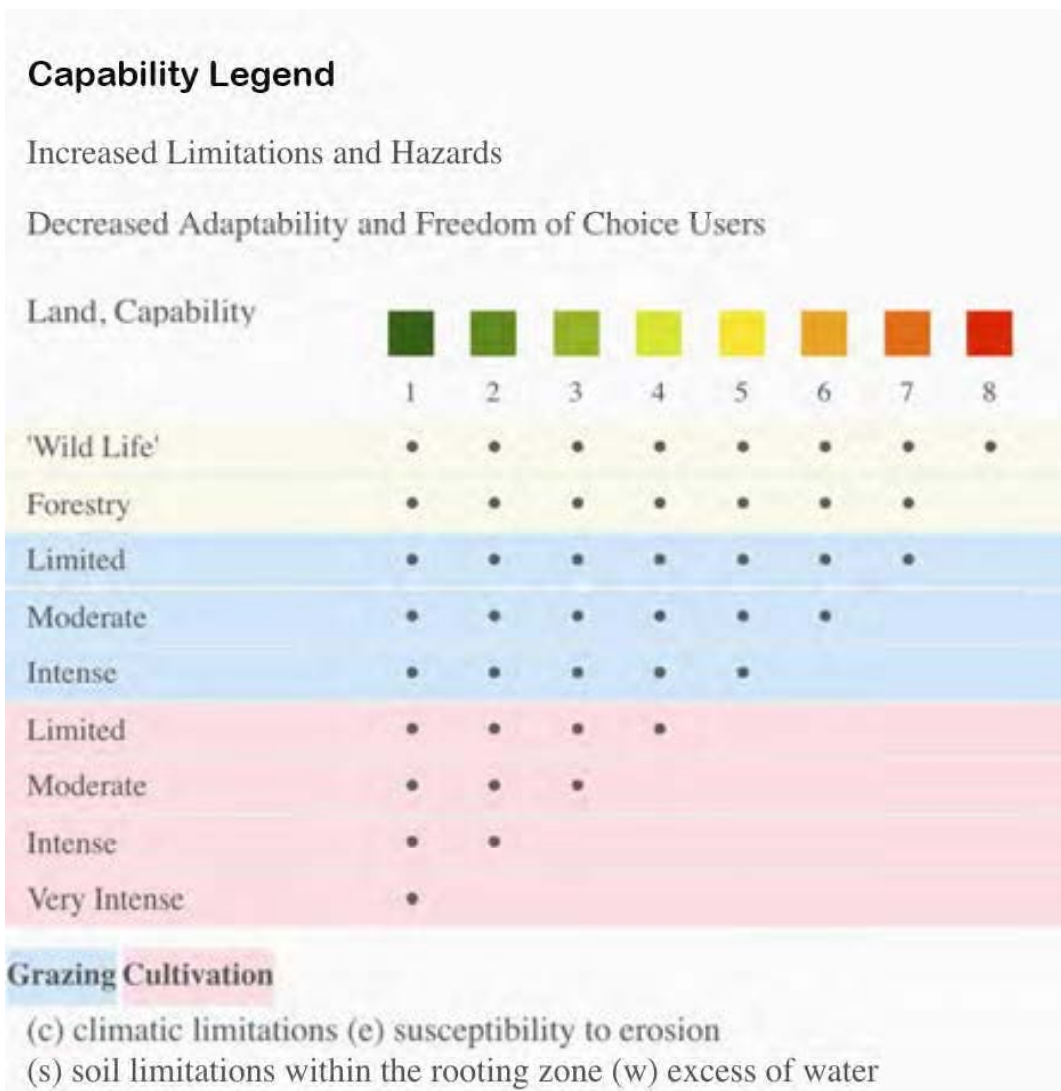 Capability Legend
Increased Limitations and Hazards
Decreased Adaptability and Freedom of Choice Users
Land, Capability
1 2 3 4 5 6 7 8
'Wild Life' • • • • • • • •
Forestry • • • • • • •
Limited • • • • • • •
Moderate • • • • • •
Intense • • • • •
Limited • • • •
Moderate • • •
Intense • •
Very Intense •
Grazing Cultivation
(c) climatic limitations (e) susceptibility to erosion
(s) soil limitations within the rooting zone (w) excess of water